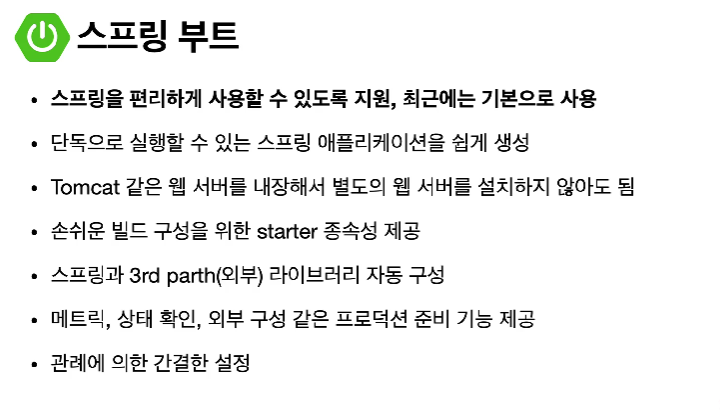 스프링 부트
• 스프링을 편리하게 사용할 수 있도록 지원, 최근에는 기본으로 사용
• 단독으로 실행할 수 있는 스프링 애플리케이션을 쉽게 생성
• Tomcat 같은 웹 서버를 내장해서 별도의 웹 서버를 설치하지 않아도 됨
• 손쉬운 빌드 구성을 위한 starter 종속성 제공
• 스프링과 3rd parth(외부) 라이브러리 자동 구성
• 메트릭, 상태 확인, 외부 구성 같은 프로덕션 준비 기능 제공
• 관례에 의한 간결한 설정